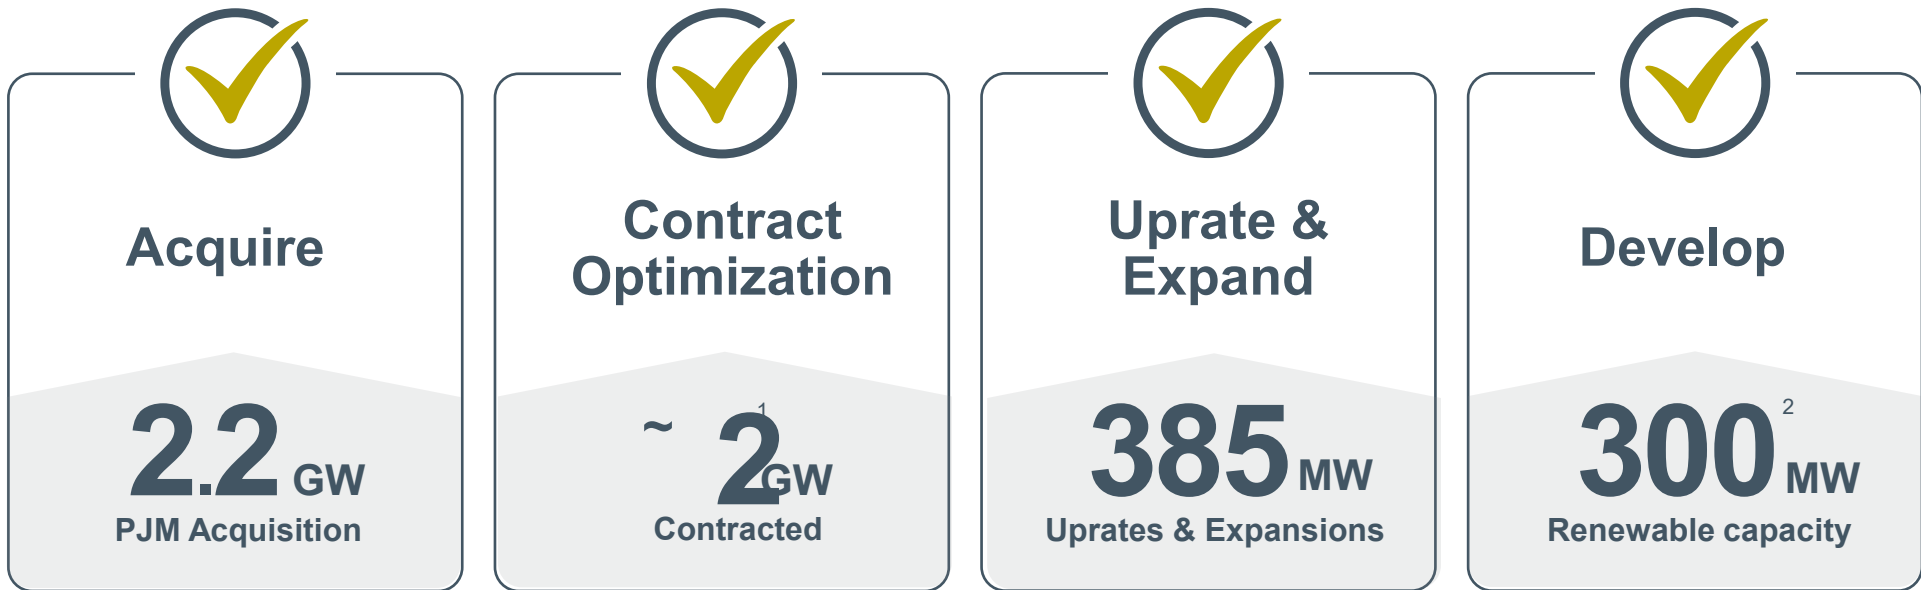 Acquire
2.2 GW
PJM Acquisition
Contract
Optimization
~ 2 1 GW
Contracted
Uprate &
Expand
385 MW
Uprates & Expansions
Develop
300 2 MW
Renewable capacity